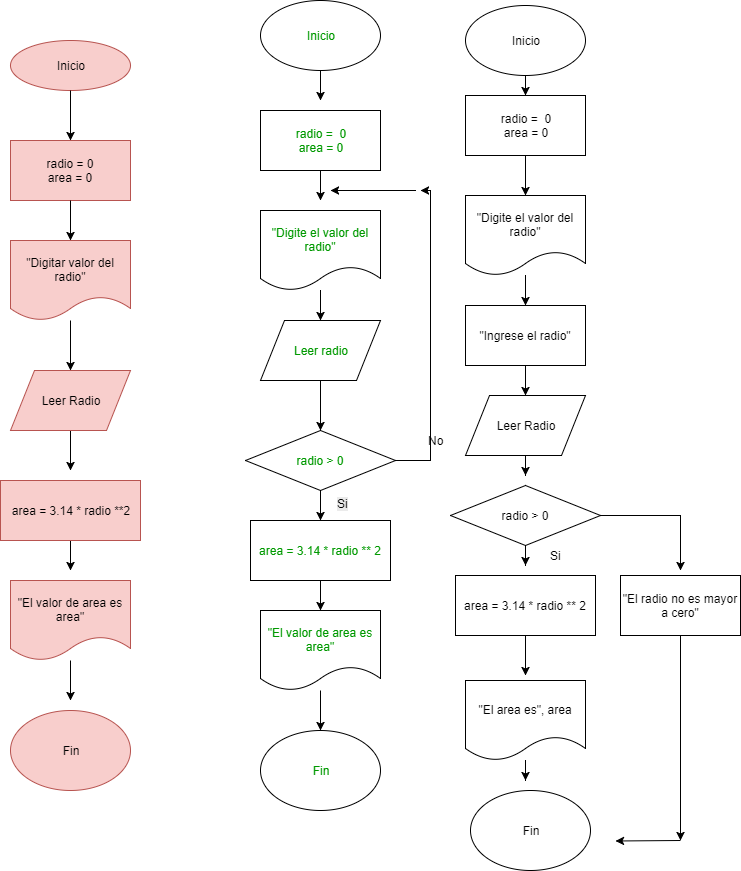 Inicio
radio = 0
area = 0
"Digitar valor del
radio"
Leer Radio
area = 3.14 * radio **2
"El valor de area es
area"
Fin
Inicio
radio =  0
area = 0
"Digite el valor del
radio"
Leer radio
radio > 0
No
Si
area = 3.14 * radio ** 2
"El valor de area es
area"
Fin
Inicio
radio =  0
area = 0
"Digite el valor del
radio"
"Ingrese el radio"
Leer Radio
radio > 0
Si
area = 3.14 * radio ** 2
"El radio no es mayor
a cero"
"El area es", area
Fin